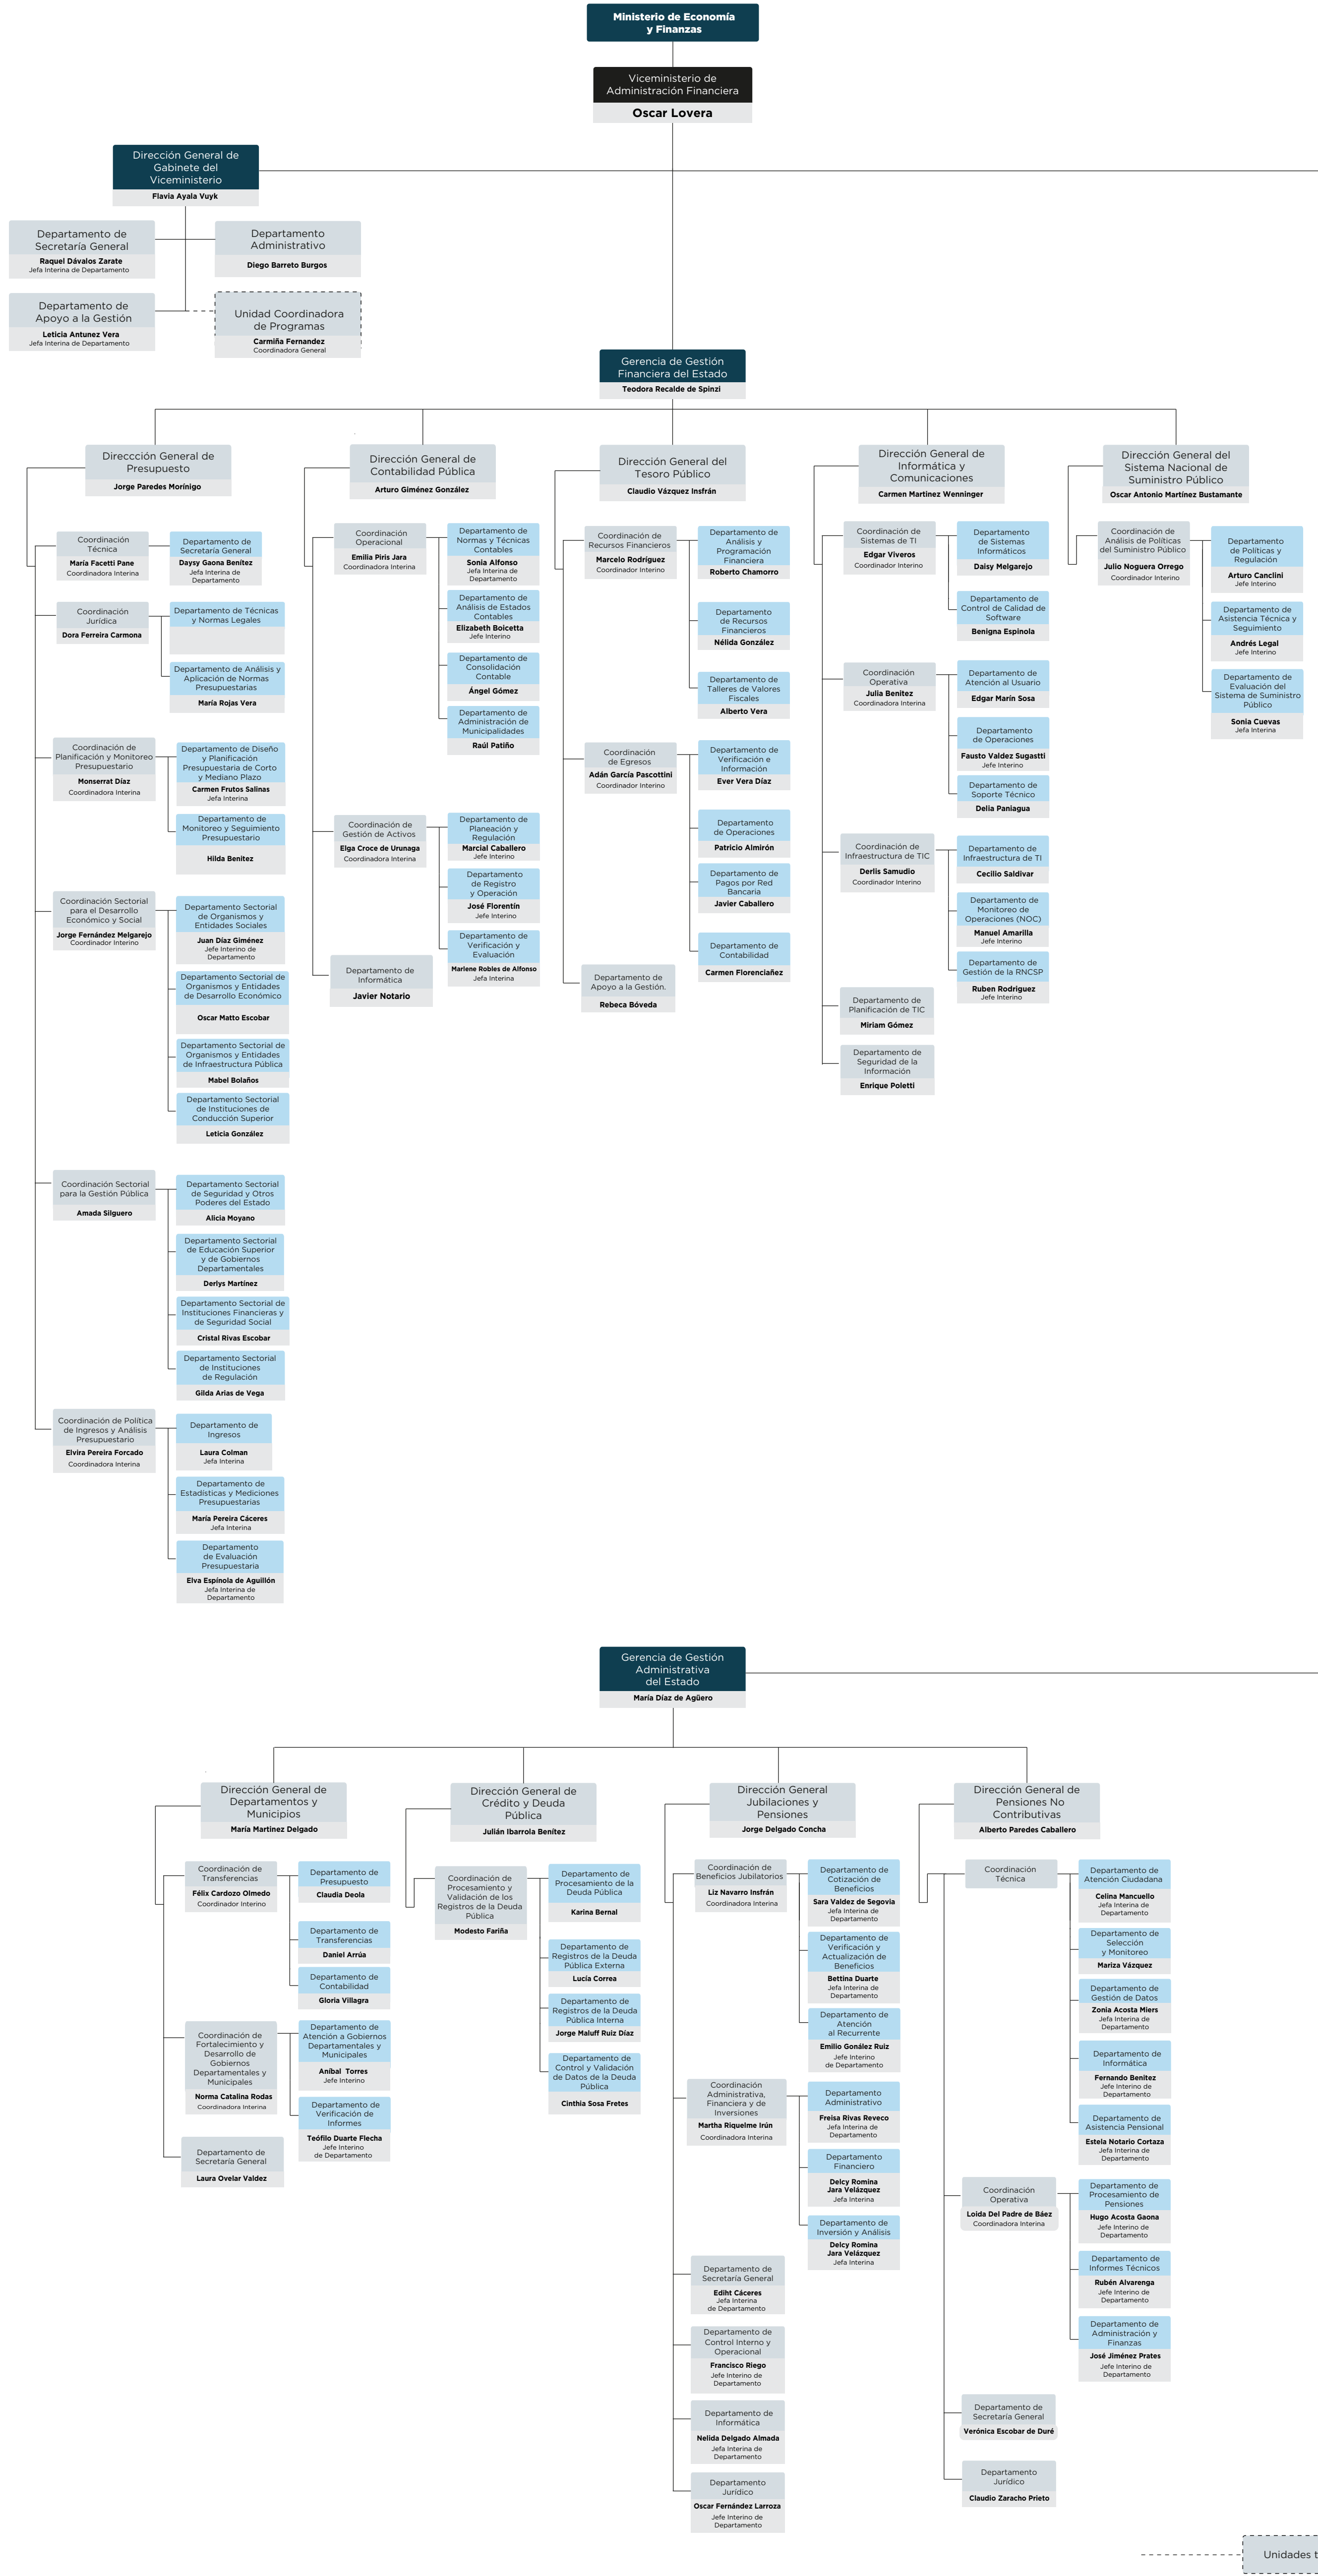 Ministerio de Economía
y Finanzas
Viceministerio de
Administración Financiera
Oscar Lovera
Dirección General de
Gabinete del
Viceministerio
Flavia Ayala Vuyk
Departamento de
Secretaría General
Raquel Dávalos Zarate
Jefa Interina de Departamento
Departamento
Administrativo
Diego Barreto Burgos
Departamento de
Apoyo a la Gestión
Leticia Antunez Vera
Jefa Interina de Departamento
Unidad Coordinadora
de Programas
Carmiña Fernandez
Coordinadora General
Gerencia de Gestión
Financiera del Estado
Teodora Recalde de Spinzi
Direccción General de
Presupuesto
Jorge Paredes Morínigo
Coordinación
Técnica
María Facetti Pane
Coordinadora Interina
Departamento de
Secretaría General
Daysy Gaona Benítez
Jefa Interina de
Departamento
Coordinación
Jurídica
Dora Ferreira Carmona
Departamento de Técnicas
y Normas Legales
Departamento de Análisis y
Aplicación de Normas
Presupuestarias
María Rojas Vera
Coordinación de
Planificación y Monitoreo
Presupuestario
Monserrat Díaz
Coordinadora Interina
Departamento de Diseño
y Planificación
Presupuestaria de Corto
y Mediano Plazo
Carmen Frutos Salinas
Jefa Interina
Departamento de
Monitoreo y Seguimiento
Presupuestario
Hilda Benitez
Coordinación Sectorial
para el Desarrollo
Económico y Social
Jorge Fernández Melgarejo
Coordinador Interino
Departamento Sectorial
de Organismos y
Entidades Sociales
Juan Díaz Giménez
Jefe Interino de
Departamento
Departamento Sectorial de
Organismos y Entidades
de Desarrollo Económico
Oscar Matto Escobar
Departamento Sectorial de
Organismos y Entidades
de Infraestructura Pública
Mabel Bolaños
Departamento Sectorial
de Instituciones de
Conducción Superior
Leticia González
Coordinación Sectorial
para la Gestión Pública
Amada Silguero
Departamento Sectorial
de Seguridad y Otros
Poderes del Estado
Alicia Moyano
Departamento Sectorial
de Educación Superior
y de Gobiernos
Departamentales
Derlys Martínez
Departamento Sectorial de
Instituciones Financieras y
de Seguridad Social
Cristal Rivas Escobar
Departamento Sectorial
de Instituciones
de Regulación
Gilda Arias de Vega
Coordinación de Política
de Ingresos y Análisis
Presupuestario
Elvira Pereira Forcado
Coordinadora Interina
Departamento de
Ingresos
Laura Colman
Jefa Interina
Departamento de
Estadísticas y Mediciones
Presupuestarias
María Pereira Cáceres
Jefa Interina
Departamento
de Evaluación
Presupuestaria
Elva Espínola de Aguillón
Jefa Interina de
Departamento
Dirección General de
Contabilidad Pública
Arturo Giménez González
Coordinación
Operacional
Emilia Piris Jara
Coordinadora Interina
Departamento de
Normas y Técnicas
Contables
Sonia Alfonso
Jefa Interina de
Departamento
Departamento de
Análisis de Estados
Contables
Elizabeth Boicetta
Jefe Interino
Departamento de
Consolidación
Contable
Ángel Gómez
Departamento de
Administración de
Municipalidades
Raúl Patiño
Coordinación de
Gestión de Activos
Elga Croce de Urunaga
Coordinadora Interina
Departamento de
Planeación y
Regulación
Marcial Caballero
Jefe Interino
Departamento
de Registro
y Operación
José Florentín
Jefe Interino
Departamento de
Verificación y
Evaluación
Marlene Robles de Alfonso
Jefa Interina
Departamento de
Informática
Javier Notario
Dirección General del
Tesoro Público
Claudio Vázquez Insfrán
Coordinación de
Recursos Financieros
Marcelo Rodríguez
Coordinador Interino
Departamento de
Análisis y
Programación
Financiera
Roberto Chamorro
Departamento
de Recursos
Financieros
Nélida González
Departamento de
Talleres de Valores
Fiscales
Alberto Vera
Coordinación
de Egresos
Adán García Pascottini
Coordinador Interino
Departamento de
Verificación e
Información
Ever Vera Díaz
Departamento
de Operaciones
Patricio Almirón
Departamento de
Pagos por Red
Bancaria
Javier Caballero
Departamento de
Contabilidad
Carmen Florenciañez
Departamento de
Apoyo a la Gestión.
Rebeca Bóveda
Dirección General de
Informática y
Comunicaciones
Carmen Martinez Wenninger
Coordinación de
Sistemas de TI
Edgar Viveros
Coordinador Interino
Departamento
de Sistemas
Informáticos
Daisy Melgarejo
Departamento de
Control de Calidad de
Software
Benigna Espinola
Coordinación
Operativa
Julia Benitez
Coordinadora Interina
Departamento de
Atención al Usuario
Edgar Marín Sosa
Departamento
de Operaciones
Fausto Valdez Sugastti
Jefe Interino
Departamento de
Soporte Técnico
Delia Paniagua
Coordinación de
Infraestructura de TIC
Derlis Samudio
Coordinador Interino
Departamento de
Infraestructura de TI
Cecilio Saldivar
Departamento de
Monitoreo de
Operaciones (NOC)
Manuel Amarilla
Jefe Interino
Departamento de
Gestión de la RNCSP
Ruben Rodriguez
Jefe Interino
Departamento de
Planificación de TIC
Miriam Gómez
Departamento de
Seguridad de la
Información
Enrique Poletti
Dirección General del
Sistema Nacional de
Suministro Público
Oscar Antonio Martínez Bustamante
Coordinación de
Análisis de Políticas
del Suministro Público
Julio Noguera Orrego
Coordinador Interino
Departamento
de Políticas y
Regulación
Arturo Canclini
Jefe Interino
Departamento de
Asistencia Técnica y
Seguimiento
Andrés Legal
Jefe Interino
Departamento de
Evaluación del
Sistema de Suministro
Público
Sonia Cuevas
Jefa Interina
Gerencia de Gestión
Administrativa
del Estado
María Díaz de Agüero
Dirección General de
Departamentos y
Municipios
María Martinez Delgado
Coordinación de
Transferencias
Félix Cardozo Olmedo
Coordinador Interino
Departamento de
Presupuesto
Claudia Deola
Departamento de
Transferencias
Daniel Arrúa
Departamento de
Contabilidad
Gloria Villagra
Coordinación de
Fortalecimiento y
Desarrollo de
Gobiernos
Departamentales y
Municipales
Norma Catalina Rodas
Coordinadora Interina
Departamento de
Atención a Gobiernos
Departamentales y
Municipales
Aníbal Torres
Jefe Interino
Departamento de
Verificación de
Informes
Teófilo Duarte Flecha
Jefe Interino
de Departamento
Departamento de
Secretaría General
Laura Ovelar Valdez
Dirección General de
Crédito y Deuda
Pública
Julián Ibarrola Benítez
Coordinación de
Procesamiento y
Validación de los
Registros de la Deuda
Pública
Modesto Fariña
Departamento de
Procesamiento de la
Deuda Pública
Karina Bernal
Departamento de
Registros de la Deuda
Pública Externa
Lucía Correa
Departamento de
Registros de la Deuda
Pública Interna
Jorge Maluff Ruiz Díaz
Departamento de
Control y Validación
de Datos de la Deuda
Pública
Cinthia Sosa Fretes
Dirección General
Jubilaciones y
Pensiones
Jorge Delgado Concha
Coordinación de
Beneficios Jubilatorios
Liz Navarro Insfrán
Coordinadora Interina
Departamento de
Cotización de
Beneficios
Sara Valdez de Segovia
Jefa Interina de
Departamento
Departamento de
Verificación y
Actualización de
Beneficios
Bettina Duarte
Jefa Interina de
Departamento
Departamento de
Atención
al Recurrente
Emilio Gonález Ruiz
Jefe Interino
de Departamento
Coordinación
Administrativa,
Financiera y de
Inversiones
Martha Riquelme Irún
Coordinadora Interina
Departamento
Administrativo
Freisa Rivas Reveco
Jefa Interina de
Departamento
Departamento
Financiero
Delcy Romina
Jara Velázquez
Jefa Interina
Departamento de
Inversión y Análisis
Delcy Romina
Jara Velázquez
Jefa Interina
Departamento de
Secretaría General
Ediht Cáceres
Jefa Interina
de Departamento
Departamento de
Control Interno y
Operacional
Francisco Riego
Jefe Interino de
Departamento
Departamento de
Informática
Nelida Delgado Almada
Jefa Interina de
Departamento
Departamento
Jurídico
Oscar Fernández Larroza
Jefe Interino de
Departamento
Dirección General de
Pensiones No
Contributivas
Alberto Paredes Caballero
Coordinación
Técnica
Departamento de
Atención Ciudadana
Celina Mancuello
Jefa Interina de
Departamento
Departamento de
Selección
y Monitoreo
Mariza Vázquez
Departamento de
Gestión de Datos
Zonia Acosta Miers
Jefa Interina de
Departamento
Departamento de
Informática
Fernando Benitez
Jefe Interino de
Departamento
Departamento de
Asistencia Pensional
Estela Notario Cortaza
Jefa Interina de
Departamento
Coordinación
Operativa
Loida Del Padre de Báez
Coordinadora Interina
Departamento de
Procesamiento de
Pensiones
Hugo Acosta Gaona
Jefe Interino de
Departamento
Departamento de
Informes Técnicos
Rubén Alvarenga
Jefe Interino de
Departamento
Departamento de
Administración y
Finanzas
José Jiménez Prates
Jefe Interino de
Departamento
Departamento de
Secretaría General
Verónica Escobar de Duré
Departamento
Jurídico
Claudio Zaracho Prieto
Unidades t